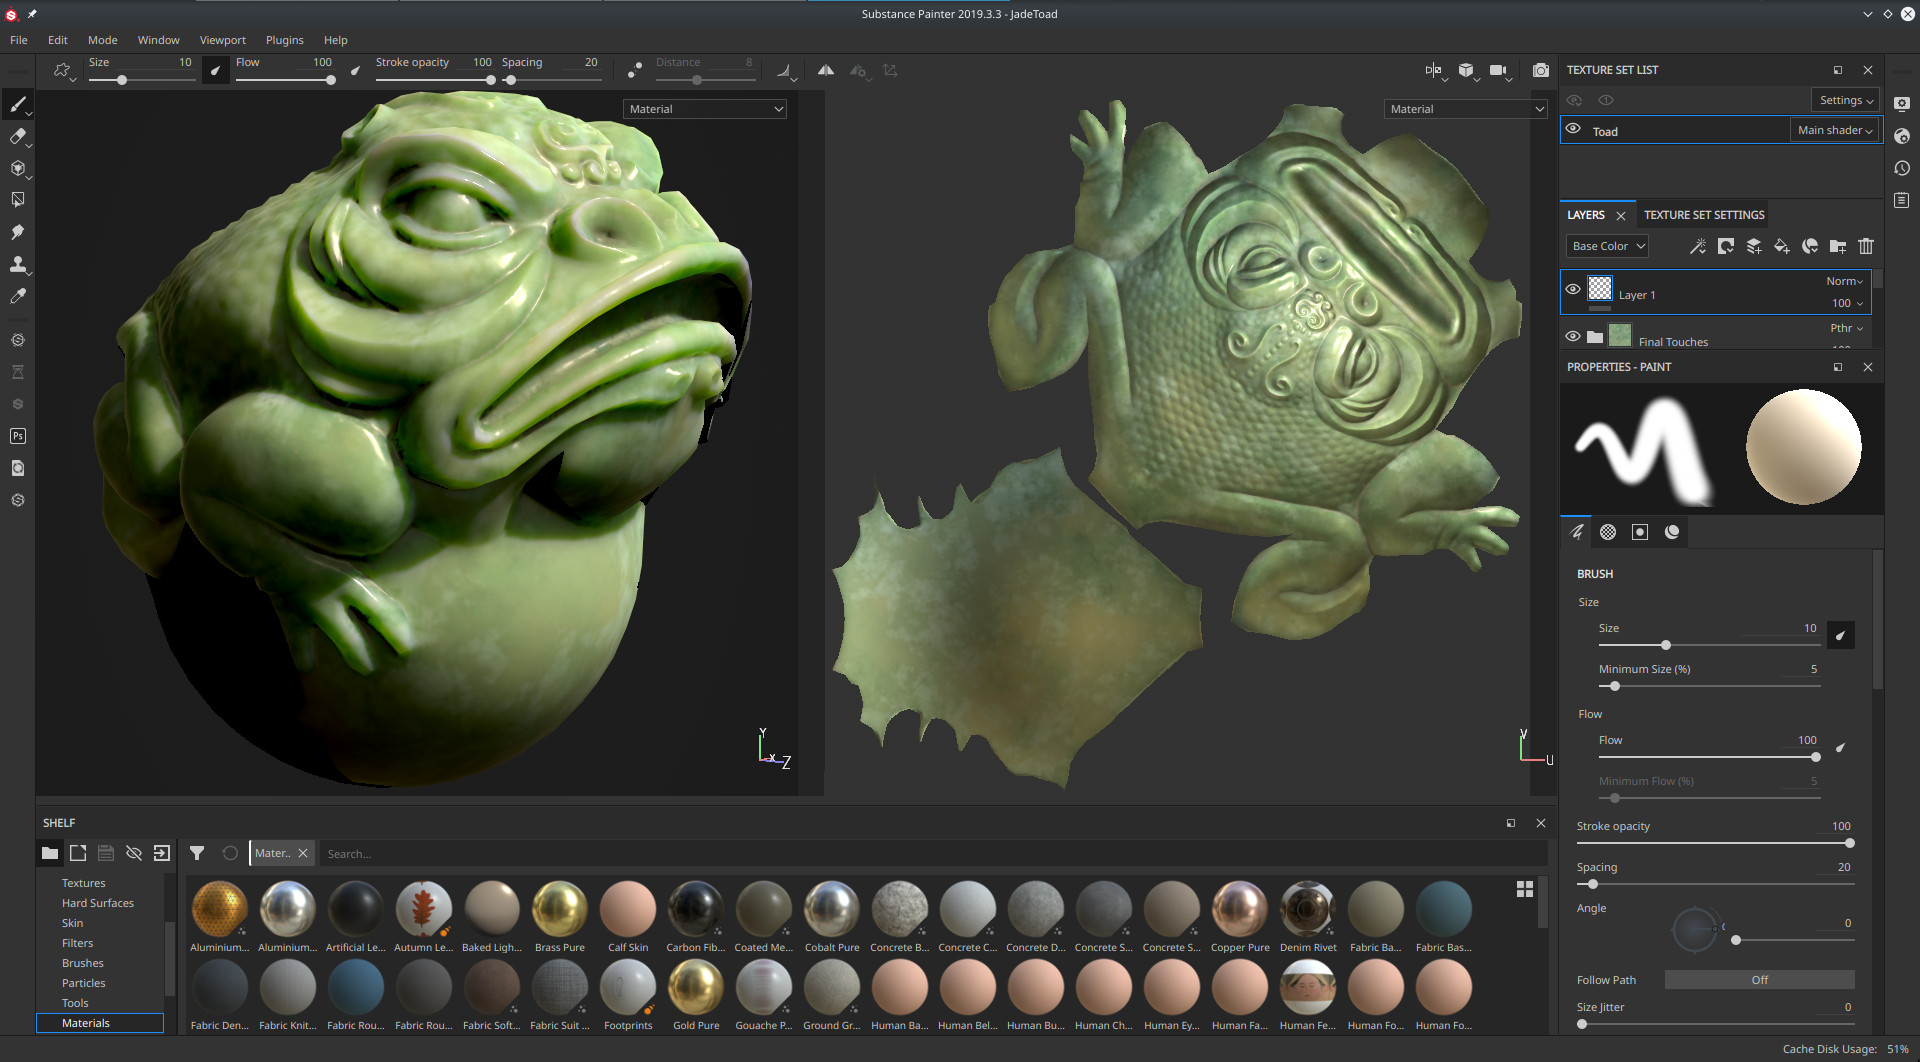 Substance Painter 2019.3.3 - JadeToad
File Edit Mode Window Viewport Plugins Help
Size 10 Flow 100 Stroke opacity 100 Spacing 20 Distance 8
Material
Material
Y
X Z
V
U
TEXTURE SET LIST
Settings
Toad Main shader
LAYERS TEXTURE SET SETTINGS
Base Color
Norm
Layer 1
100
Pthr
Final Touches
PROPERTIES - PAINT
BRUSH
Size
Size 10
Minimum Size (%) 5
Flow
Flow 100
Minimum Flow (%) 5
Stroke opacity 100
Spacing 20
Angle
0
Follow Path Off
Size Jitter 0
Ps
SHELF
Mater.. Search...
Textures
Hard Surfaces
Skin
Filters
Brushes
Particles
Tools
Materials
Aluminium... Aluminium... Artificial Le... Autumn Le... Baked Ligh... Brass Pure Calf Skin Carbon Fib... Coated Me... Cobalt Pure Concrete B... Concrete C... Concrete D... Concrete S... Concrete S... Copper Pure Denim Rivet Fabric Ba... Fabric Bas...
Fabric Den... Fabric Knit... Fabric Rou... Fabric Rou... Fabric Soft... Fabric Suit ... Footprints Gold Pure Gouache P... Ground Gr... Human Ba... Human Bel... Human Bu... Human Ch... Human Ey... Human Fa... Human Fe... Human Fo... Human Fo...
Cache Disk Usage: 51%